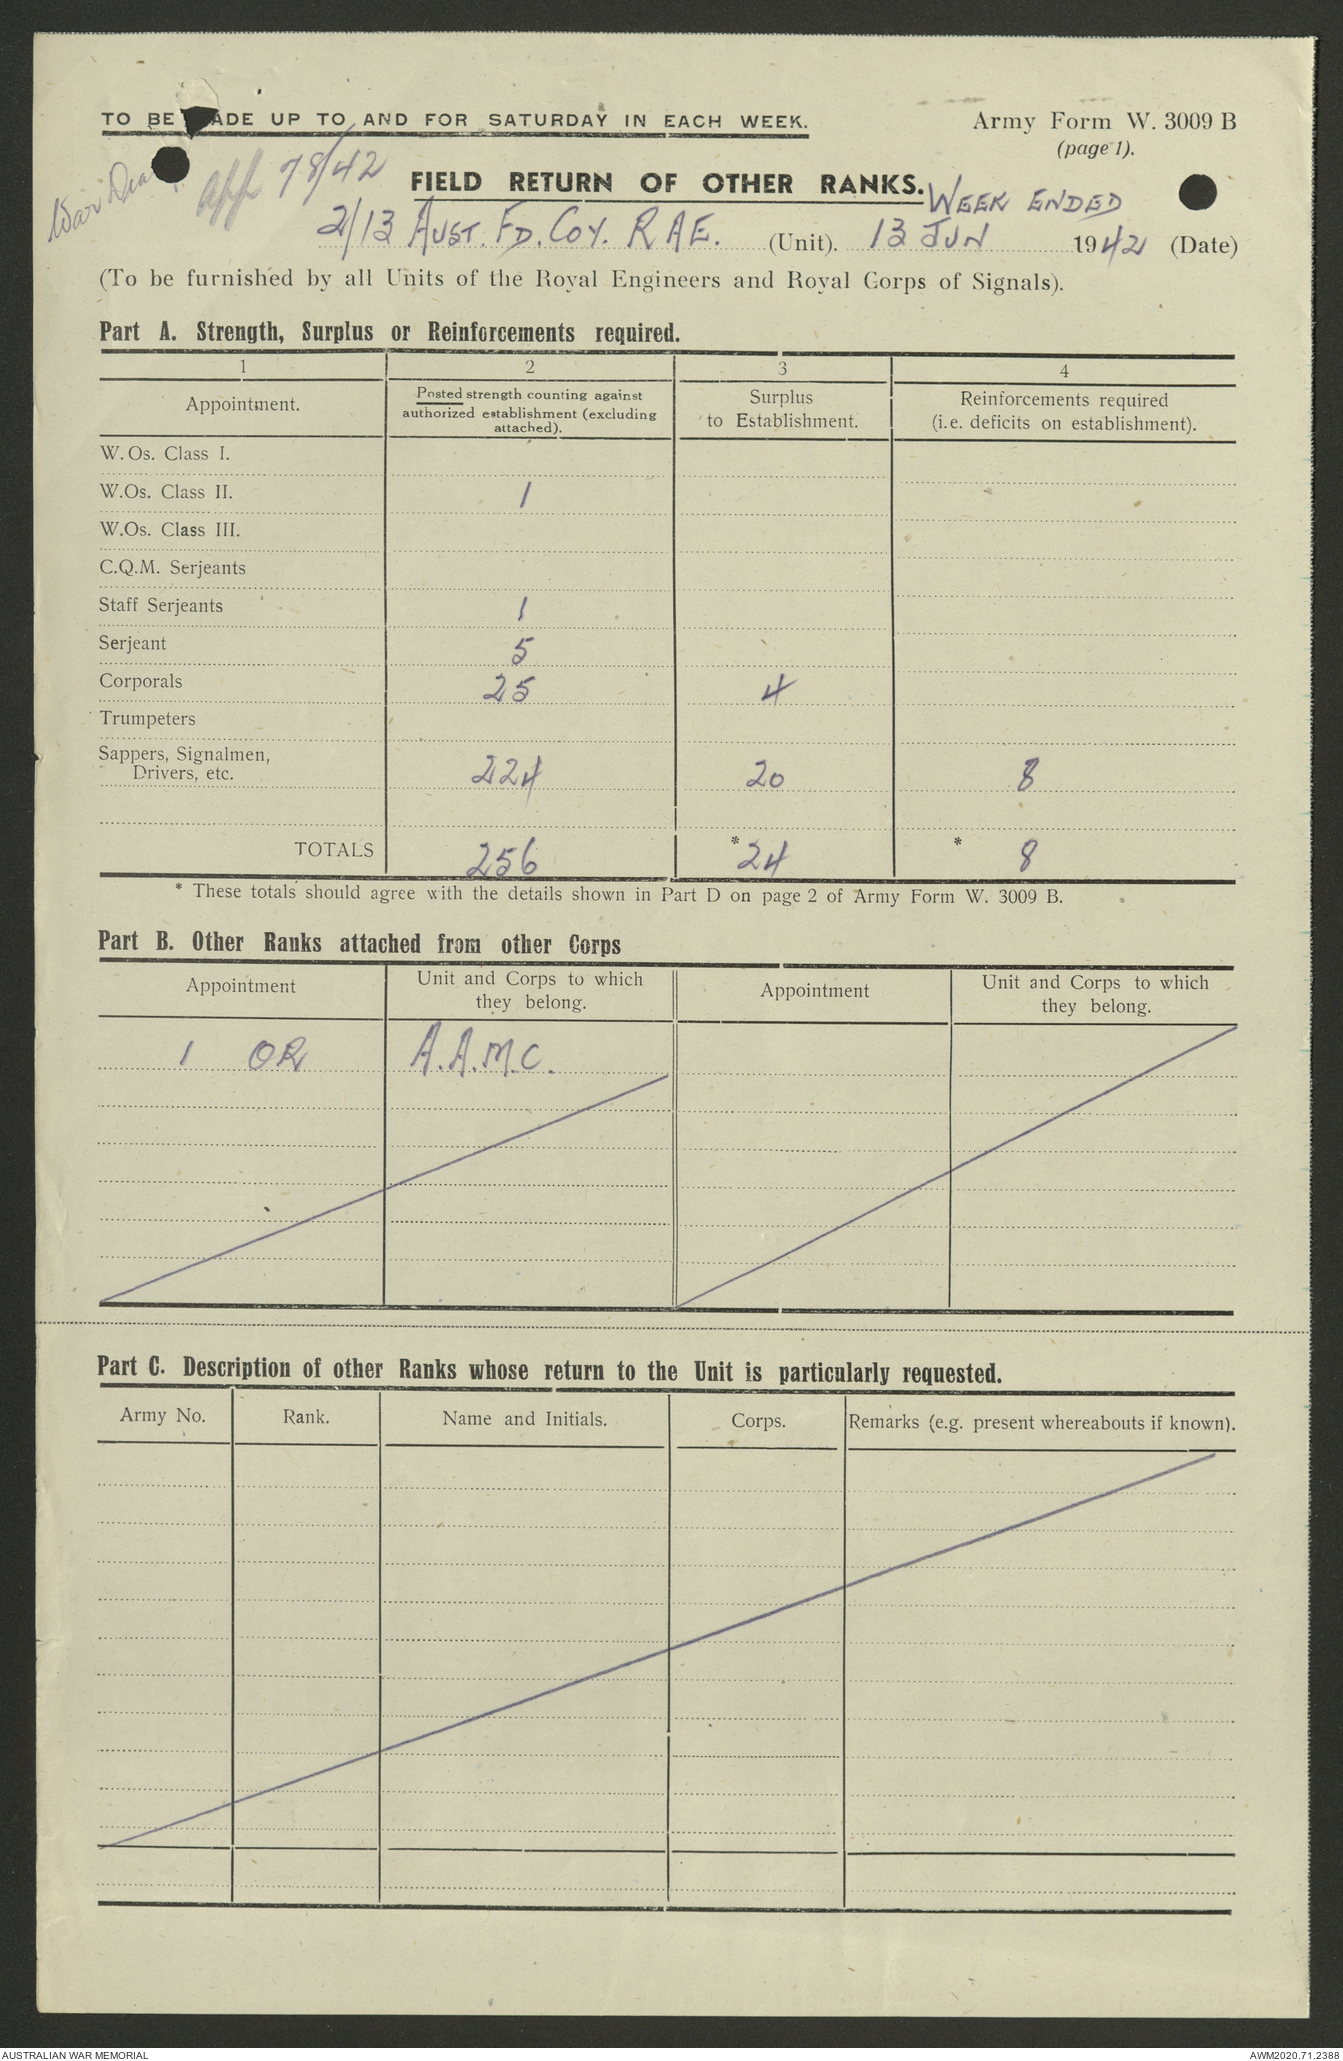 TO BE MADE UP TO AND FOR SATURDAY IN EACH WEEK.
Army Form W. 3009 B
(page 1).
War Diary
App 78/42
FIELD RETURN OF OTHER RANKS.
WEEK ENDED
2/13 AUST. FD. COY. RAE. (Unit). 13 JUN 1942 (Date)
(To be furnished by all Units of the Royal Engineers and Royal Corps of Signals).
Part A. Strength, Surplus or Reinforcements required.
1 2 3 4
Appointment. Posted strength counting against authorized establishment (excluding attached). Surplus to Establishment. Reinforcements required (i.e. deficits on establishment).
W.Os. Class I.
W.Os. Class II. 1
W.Os. Class III.
C.Q.M. Serjeants
Staff Serjeants 1
Serjeant 5
Corporals 25 4
Trumpeters
Sappers, Signalmen,
Drivers, etc. 224 20 8
TOTALS 256 *24 * 8
* These totals should agree with the details shown in Part D on page 2 of Army Form W. 3009 B.
Part B. Other Ranks attached from other Corps
Appointment Unit and Corps to which they belong. Appointment Unit and Corps to which they belong.
1 OR A.A.M.C.
Part C. Description of other Ranks whose return to the Unit is particularly requested.
Army No. Rank. Name and Initials. Corps. Remarks (e.g. present whereabouts if known).
AUSTRALIAN WAR MEMORIAL
AWM2020.71.2388